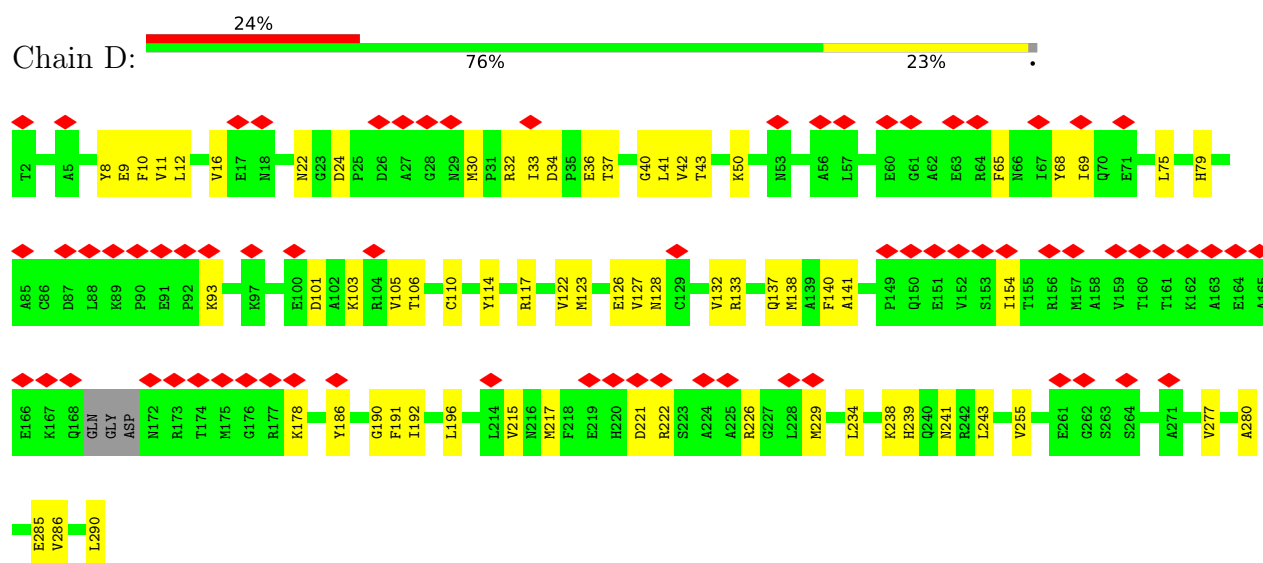 24%
Chain D:
76% 23% •
T2 A5 Y8 E9 F10 V11 L12 V16 E17 N18 N22 G23 D24 P25 D26 A27 G28 N29 M30 P31 R32 I33 D34 P35 E36 T37 G40 L41 V42 T43 K50 N53 A56 L57 E60 G61 A62 E63 R64 F65 N66 I67 Y68 I69 Q70 E71 L75 H79
A85 C86 D87 L88 K89 P90 E91 P92 K93 K97 E100 D101 A102 K103 R104 V105 T106 C110 Y114 R117 V122 M123 E126 V127 N128 C129 V132 R133 Q137 M138 A139 F140 A141 P149 Q150 E151 V152 S153 I154 T155 R156 M157 A158 V159 T160 T161 K162 A163 E164 A165
E166 K167 Q168 GLN GLY ASP N172 R173 T174 M175 G176 R177 K178 Y186 G190 F191 I192 L196 L214 V215 N216 M217 F218 E219 H220 D221 R222 S223 A224 A225 R226 G227 L228 M229 L234 K238 H239 Q240 N241 R242 L243 V255 E261 G262 S263 S264 A271 V277 A280
E285 V286 L290